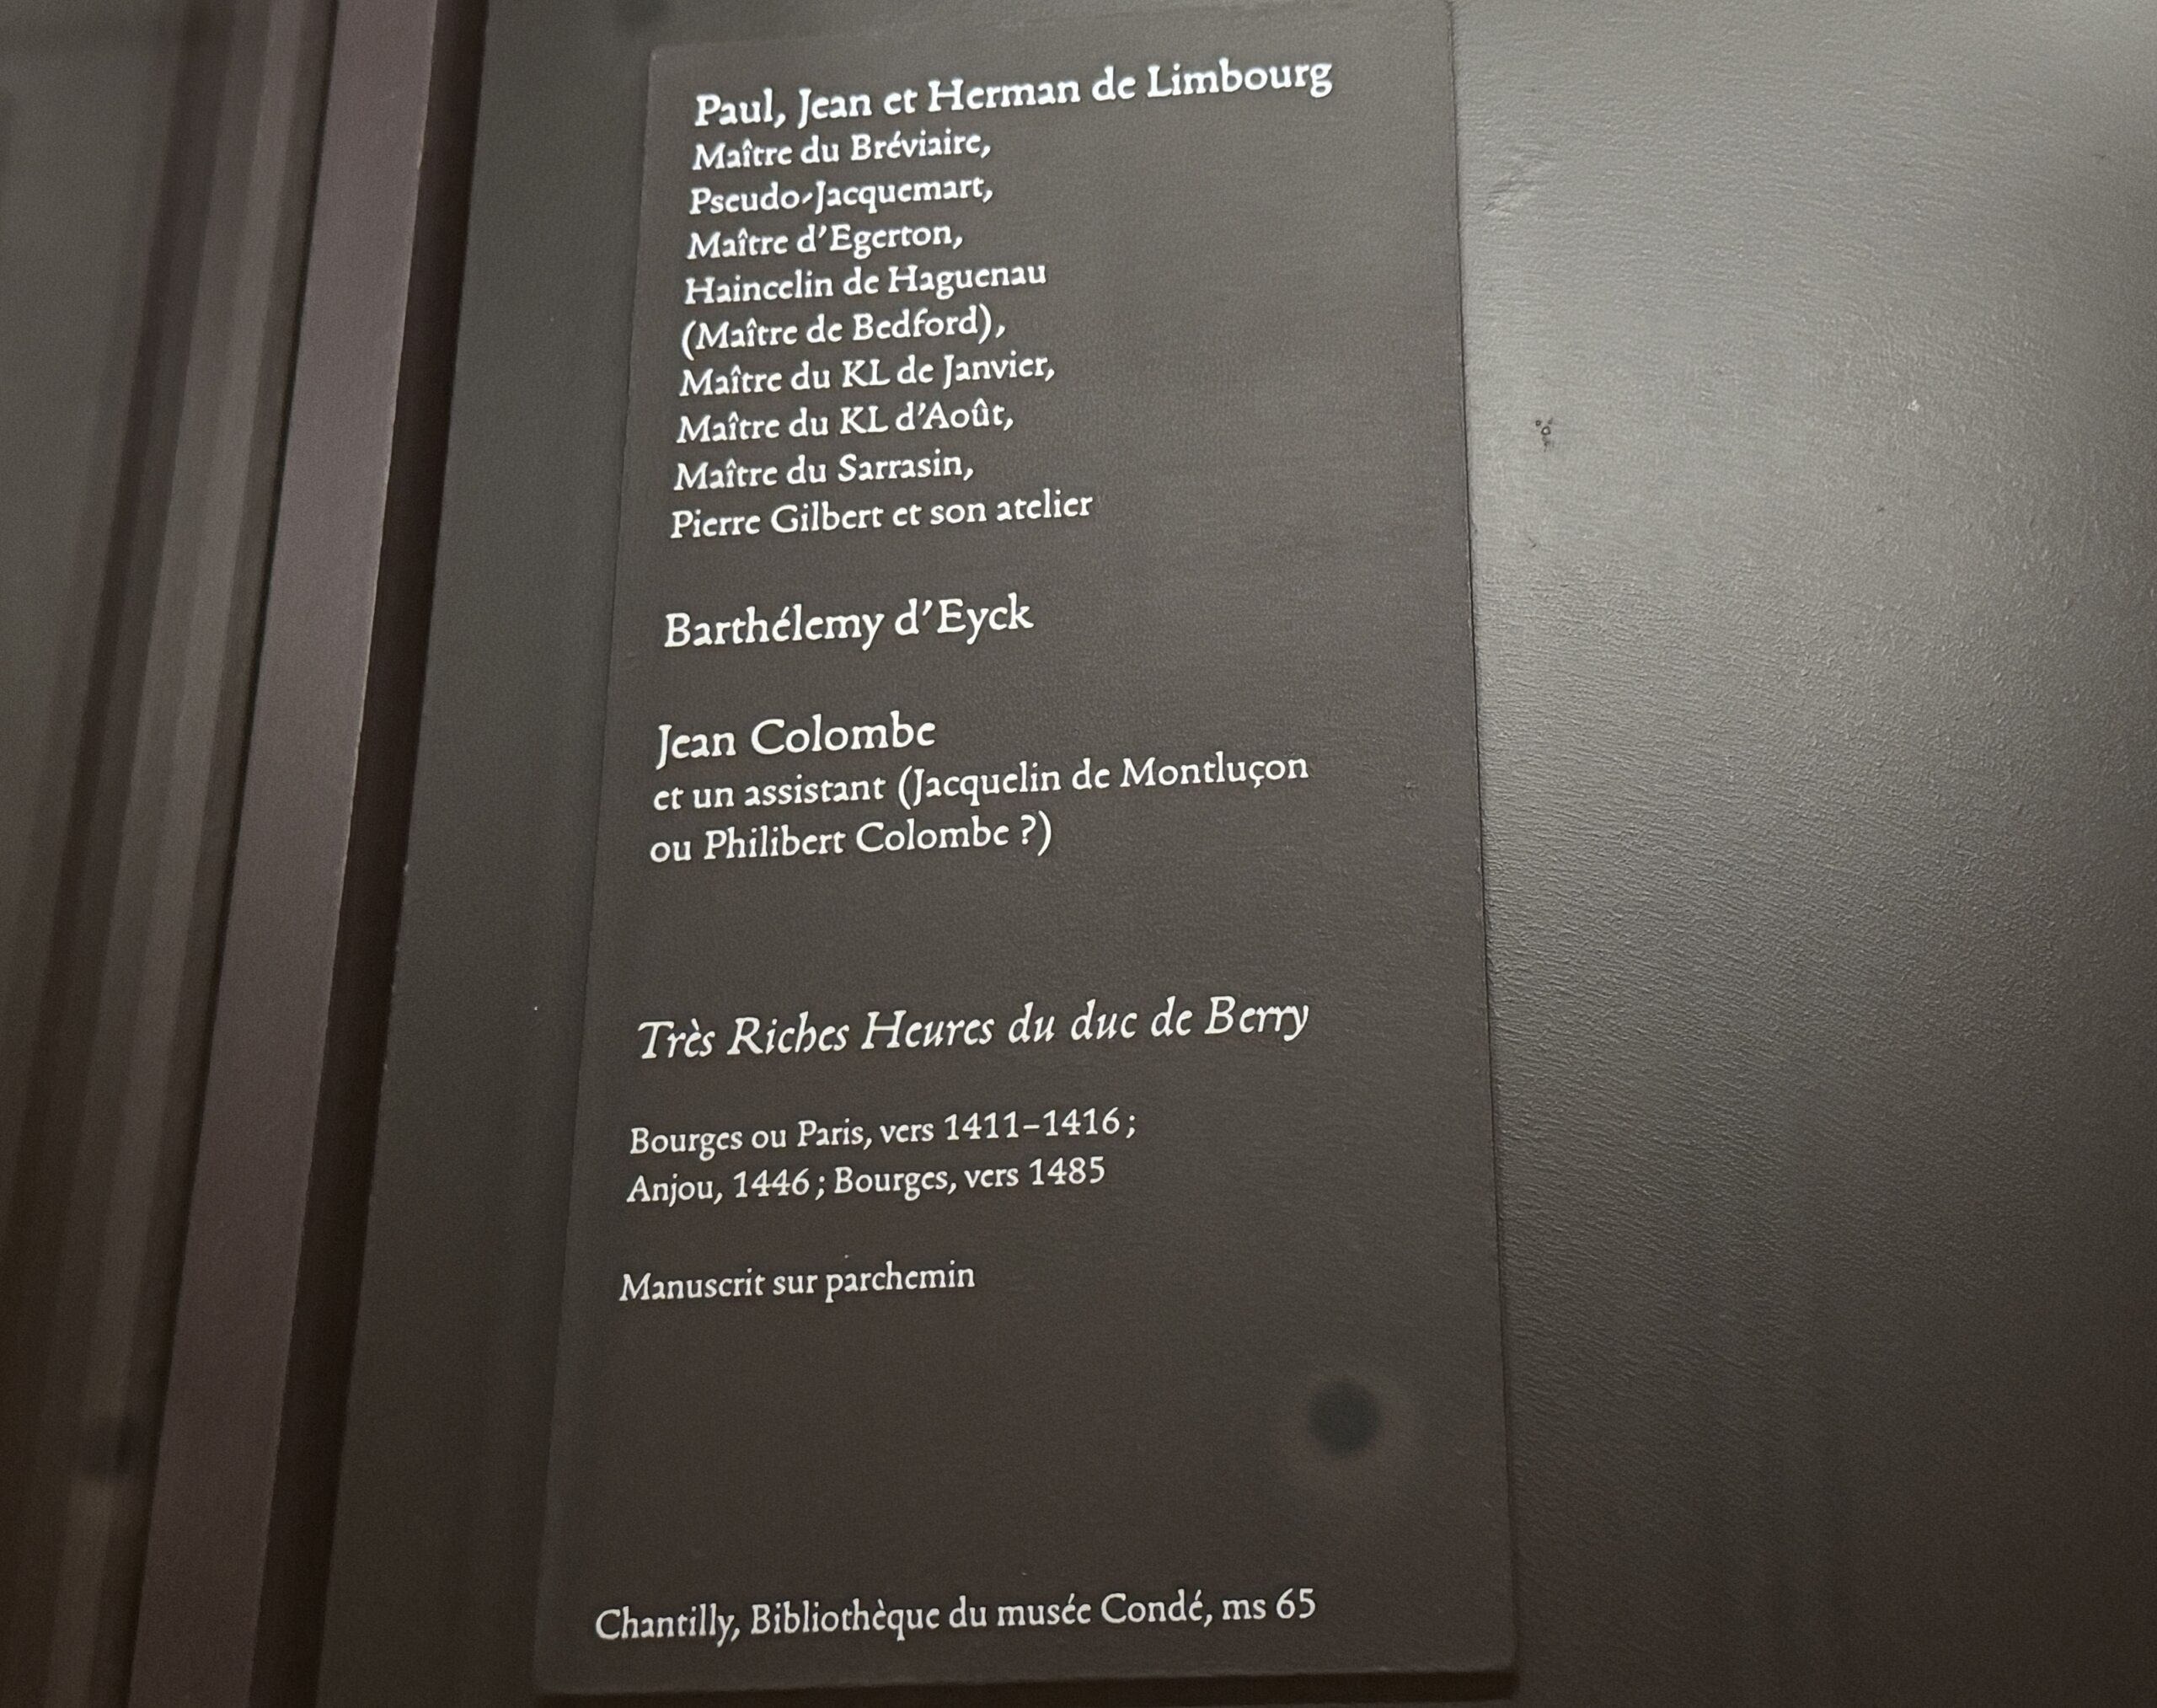 Paul, Jean et Herman de Limbourg
Maître du Bréviaire,
Pseudo-Jacquemart,
Maître d'Egerton,
Haincelin de Haguenau
(Maître de Bedford),
Maître du KL de Janvier,
Maître du KL d'Août,
Maître du Sarrasin,
Pierre Gilbert et son atelier
Barthélemy d'Eyck
Jean Colombe
et un assistant (Jacquelin de Montluçon
ou Philibert Colombe ?)
Très Riches Heures du duc de Berry
Bourges ou Paris, vers 1411–1416 ;
Anjou, 1446 ; Bourges, vers 1485
Manuscrit sur parchemin
Chantilly, Bibliothèque du musée Condé, ms 65